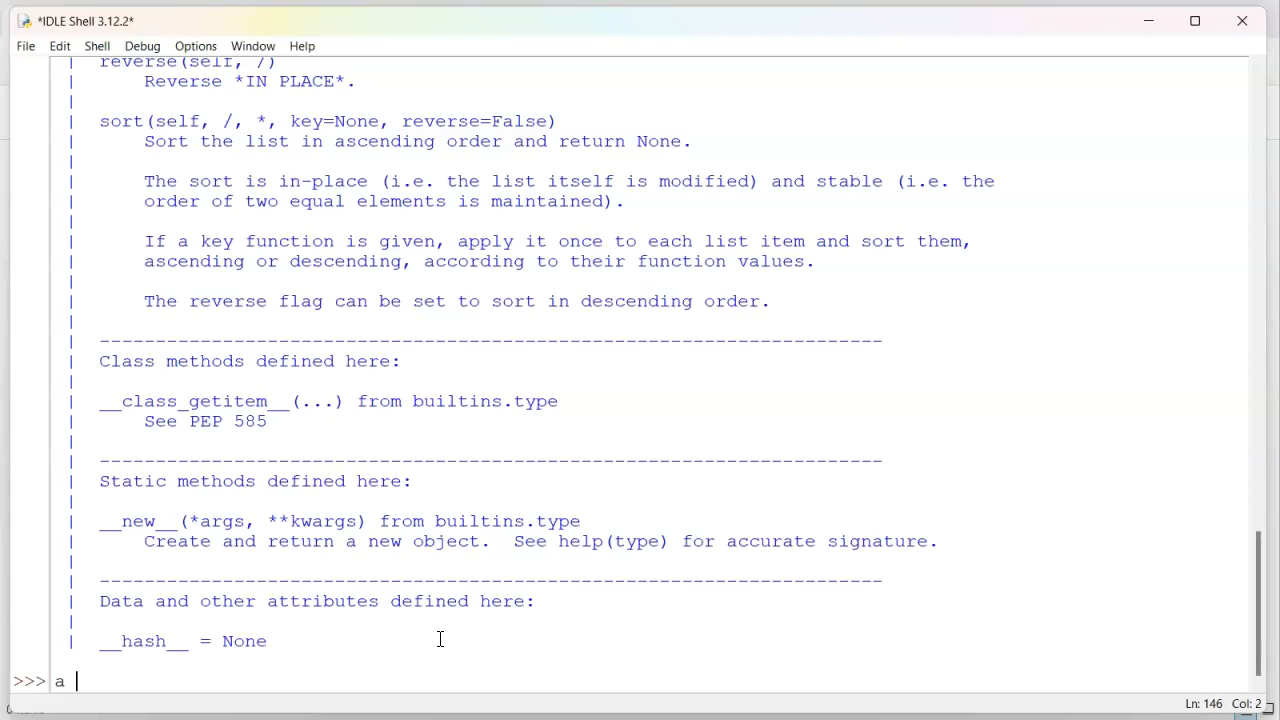 *IDLE Shell 3.12.2*
File Edit Shell Debug Options Window Help
| reverse(self, /)
| Reverse *IN PLACE*.
|
| sort(self, /, *, key=None, reverse=False)
| Sort the list in ascending order and return None.
|
| The sort is in-place (i.e. the list itself is modified) and stable (i.e. the
| order of two equal elements is maintained).
|
| If a key function is given, apply it once to each list item and sort them,
| ascending or descending, according to their function values.
|
| The reverse flag can be set to sort in descending order.
|
| ----------------------------------------------------------------------
| Class methods defined here:
|
| __class_getitem__(...) from builtins.type
| See PEP 585
|
| ----------------------------------------------------------------------
| Static methods defined here:
|
| __new__(*args, **kwargs) from builtins.type
| Create and return a new object.  See help(type) for accurate signature.
|
| ----------------------------------------------------------------------
| Data and other attributes defined here:
|
| __hash__ = None
>>> a
Ln: 146 Col: 2